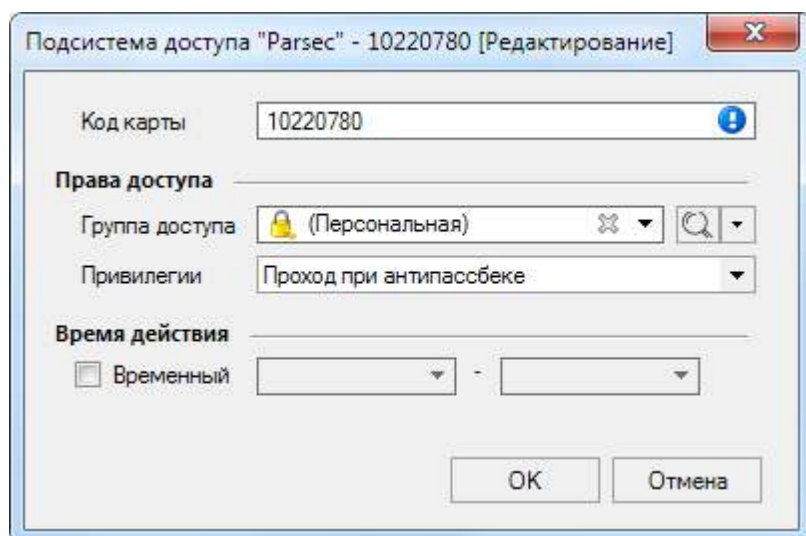 Подсистема доступа "Parsec" - 10220780 [Редактирование]
Код карты 10220780
Права доступа
Группа доступа (Персональная)
Привилегии Проход при антипассбеке
Время действия
Временный -
OK Отмена